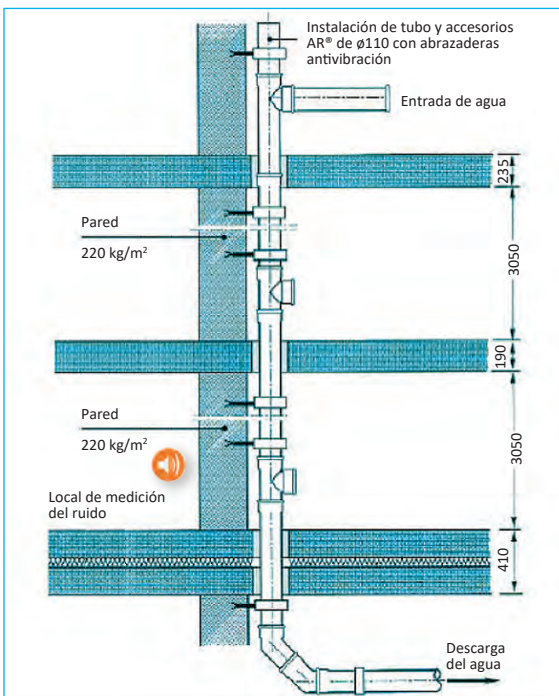 Instalación de tubo y accesorios
AR® de ø110 con abrazaderas
antivibración
Entrada de agua
235
Pared
220 kg/m²
3050
190
Pared
220 kg/m²
3050
Local de medición
del ruido
410
Descarga
del agua